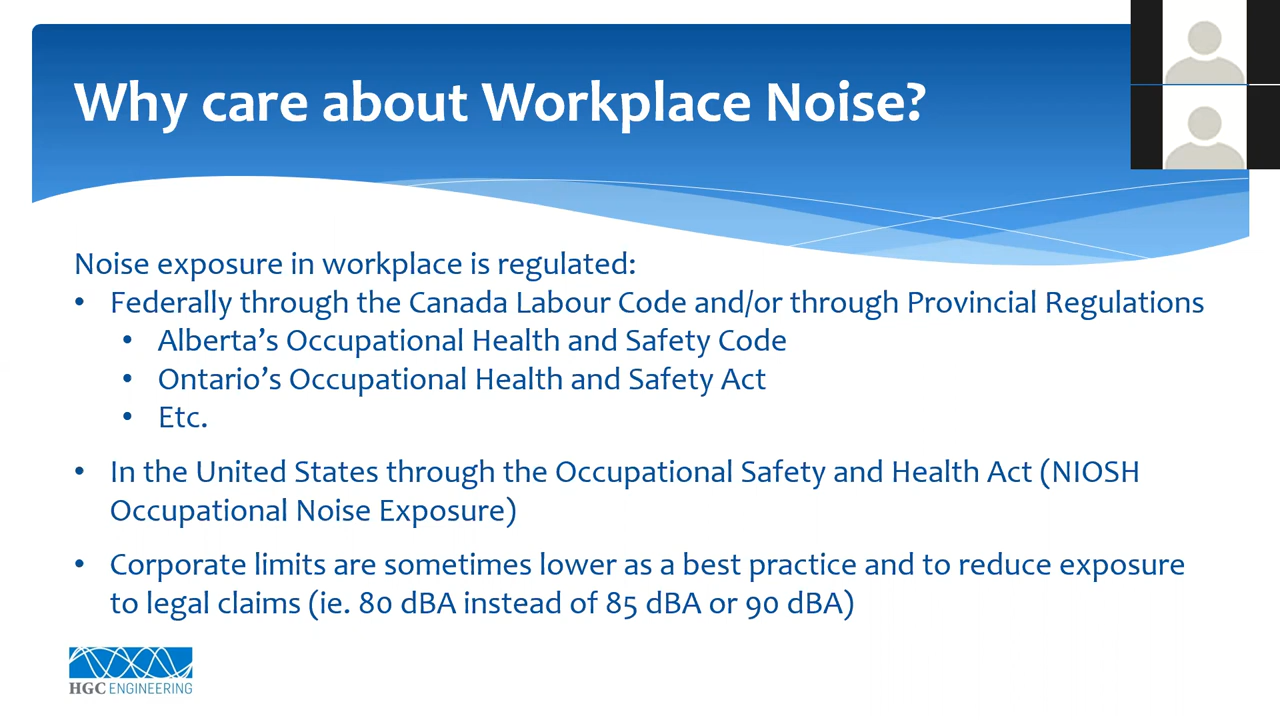 Why care about Workplace Noise?
Noise exposure in workplace is regulated:
• Federally through the Canada Labour Code and/or through Provincial Regulations
• Alberta’s Occupational Health and Safety Code
• Ontario’s Occupational Health and Safety Act
• Etc.
• In the United States through the Occupational Safety and Health Act (NIOSH
Occupational Noise Exposure)
• Corporate limits are sometimes lower as a best practice and to reduce exposure
to legal claims (ie. 80 dBA instead of 85 dBA or 90 dBA)
HGC ENGINEERING